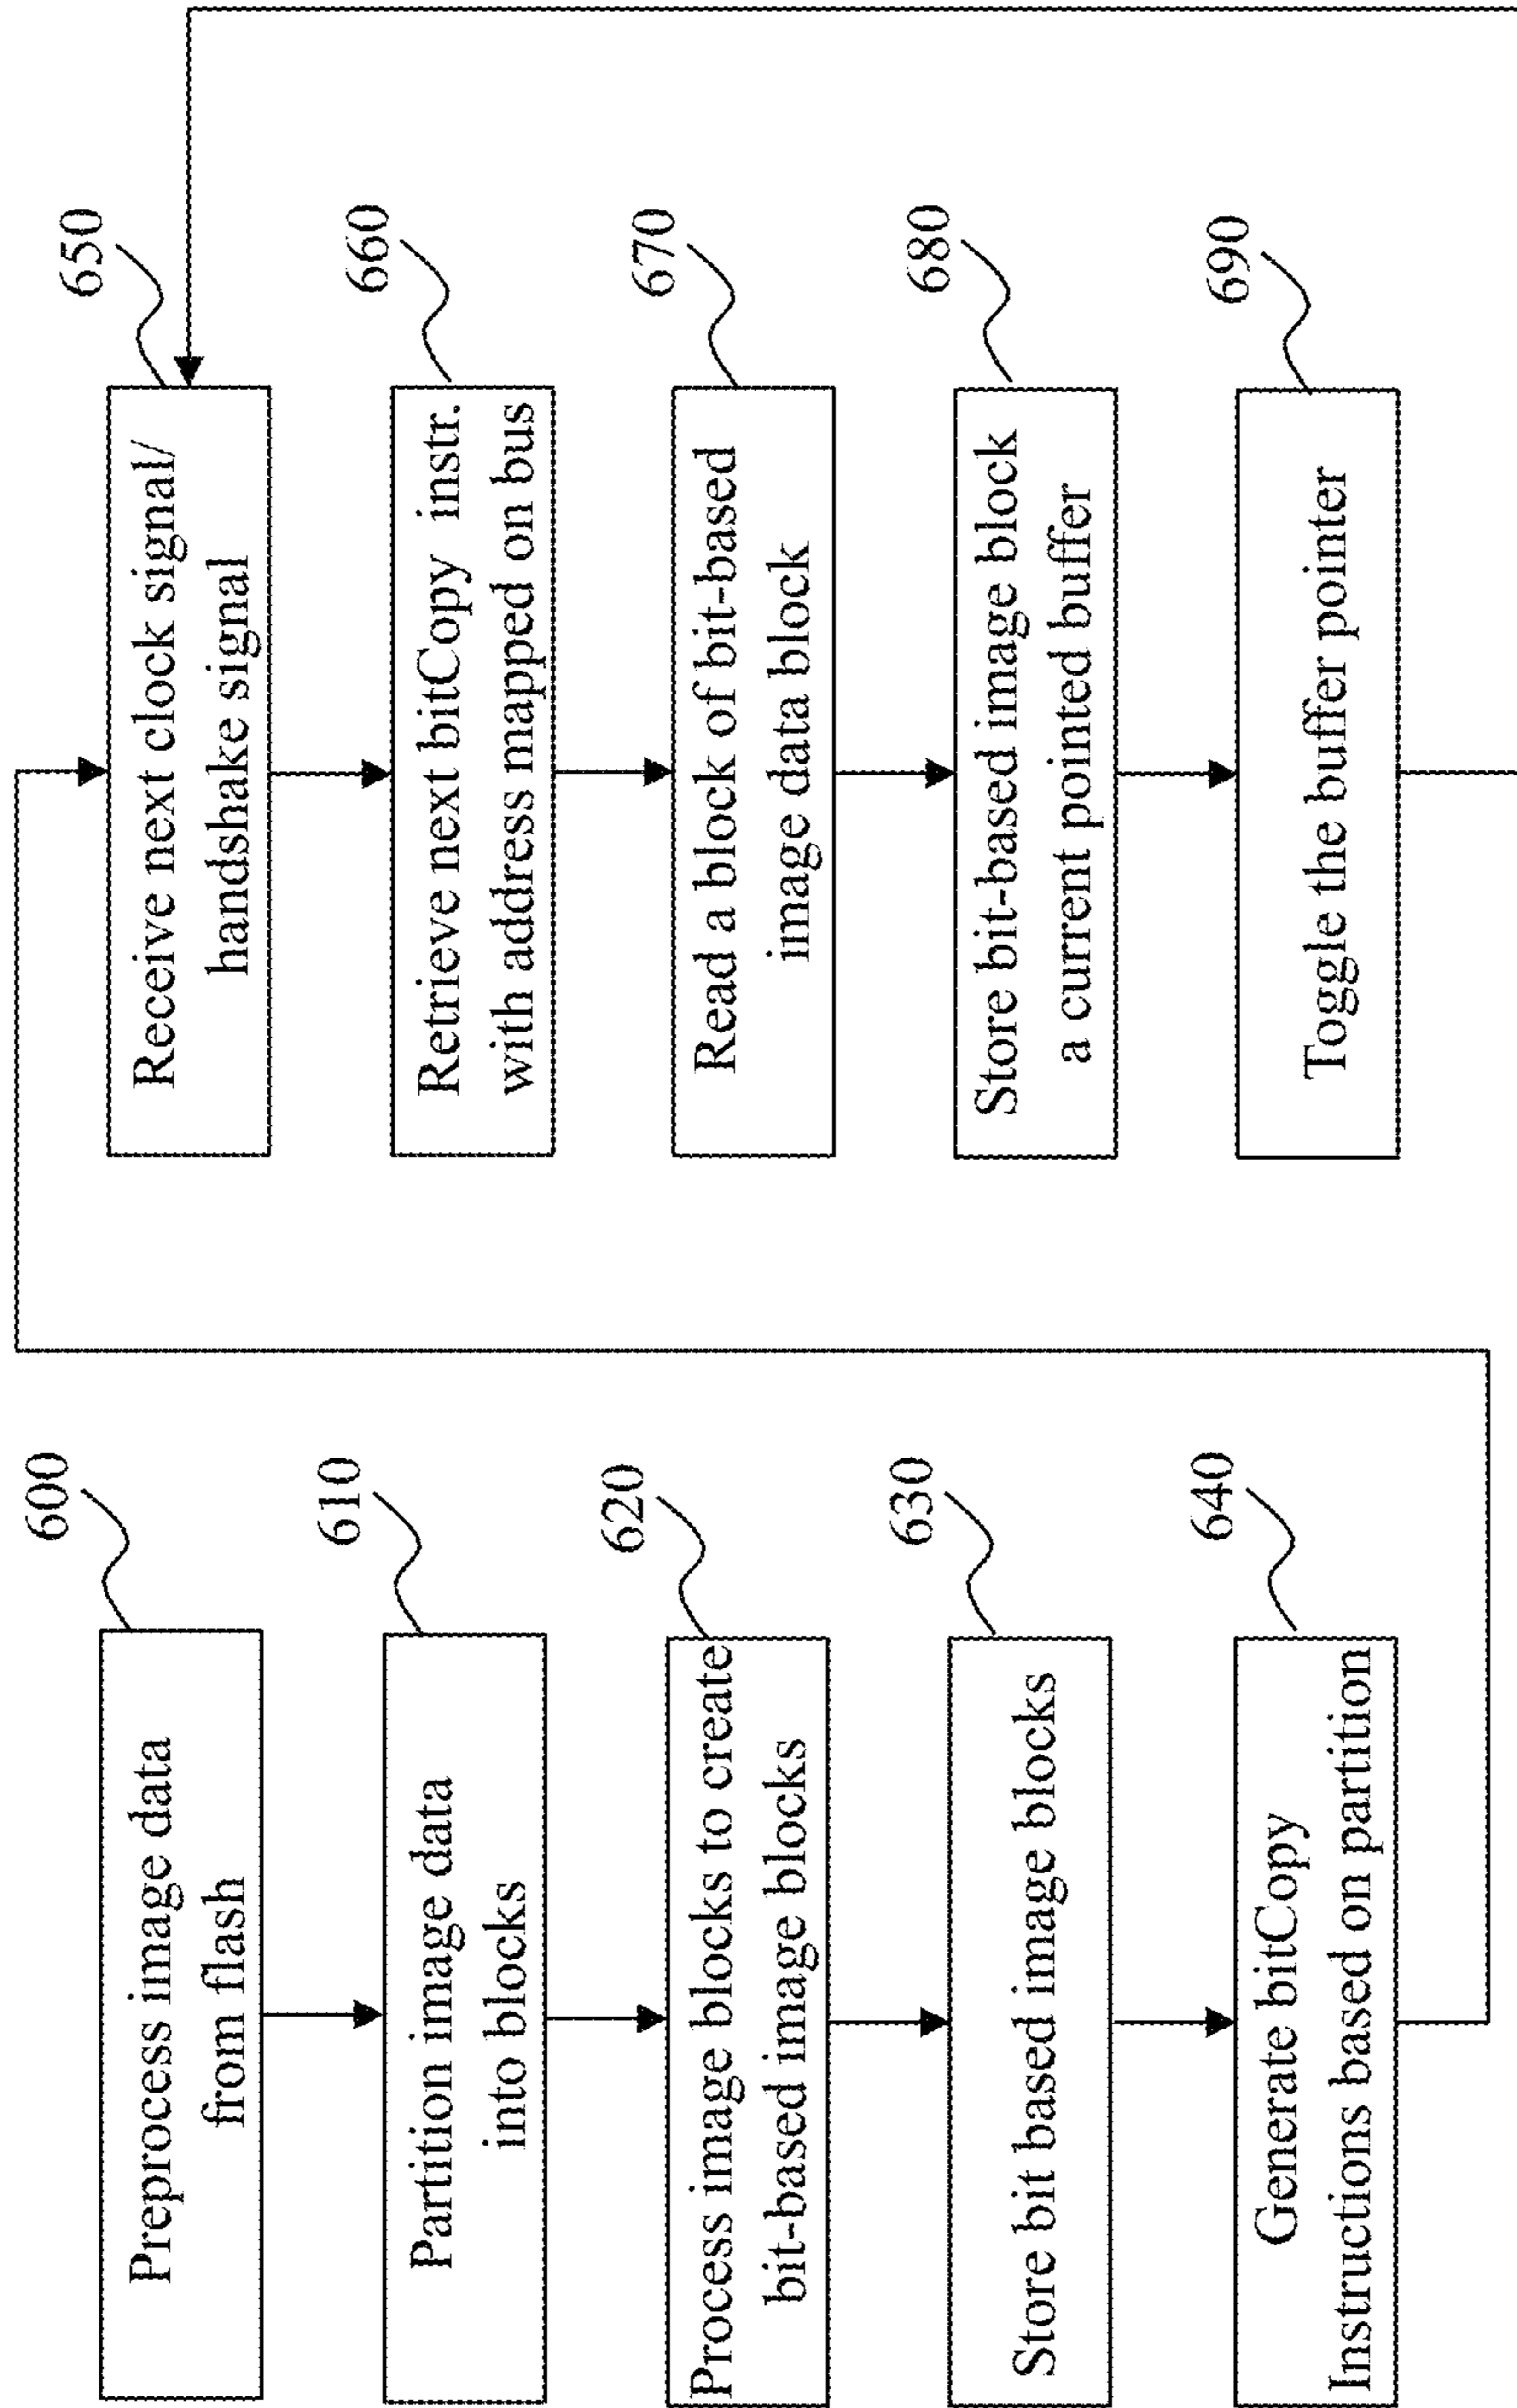 600
Preprocess image data
from flash
610
Partition image data
into blocks
620
Process image blocks to create
bit-based image blocks
630
Store bit based image blocks
640
Generate bitCopy
Instructions based on partition
650
Receive next clock signal/
handshake signal
660
Retrieve next bitCopy instr.
with address mapped on bus
670
Read a block of bit-based
image data block
680
Store bit-based image block
a current pointed buffer
690
Toggle the buffer pointer